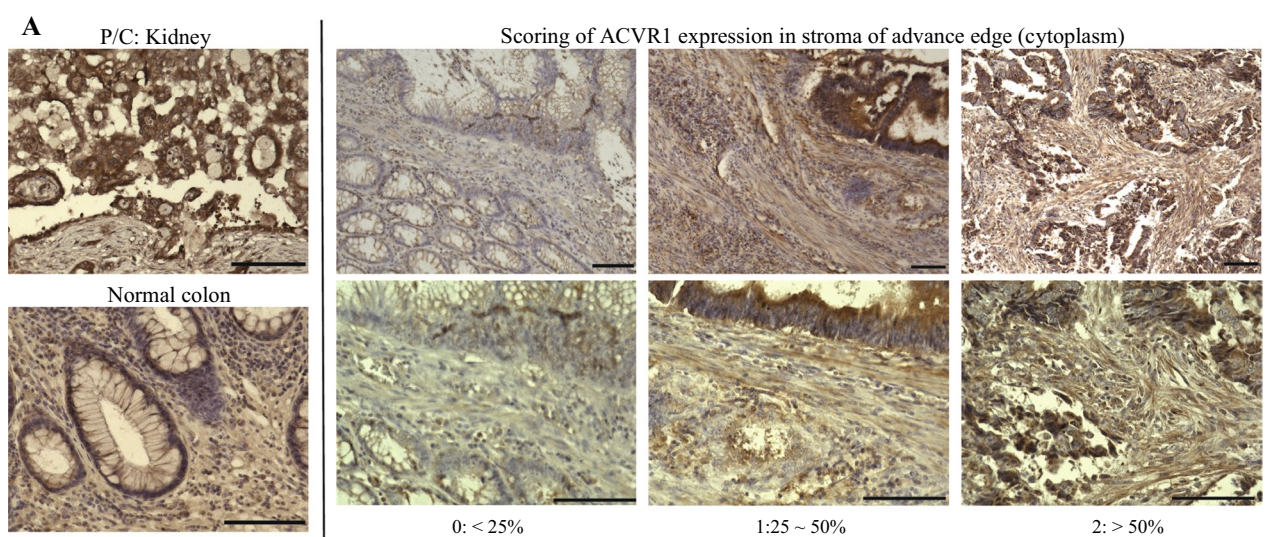 A
P/C: Kidney
Scoring of ACVR1 expression in stroma of advance edge (cytoplasm)
Normal colon
0: < 25%
1:25 ~ 50%
2: > 50%